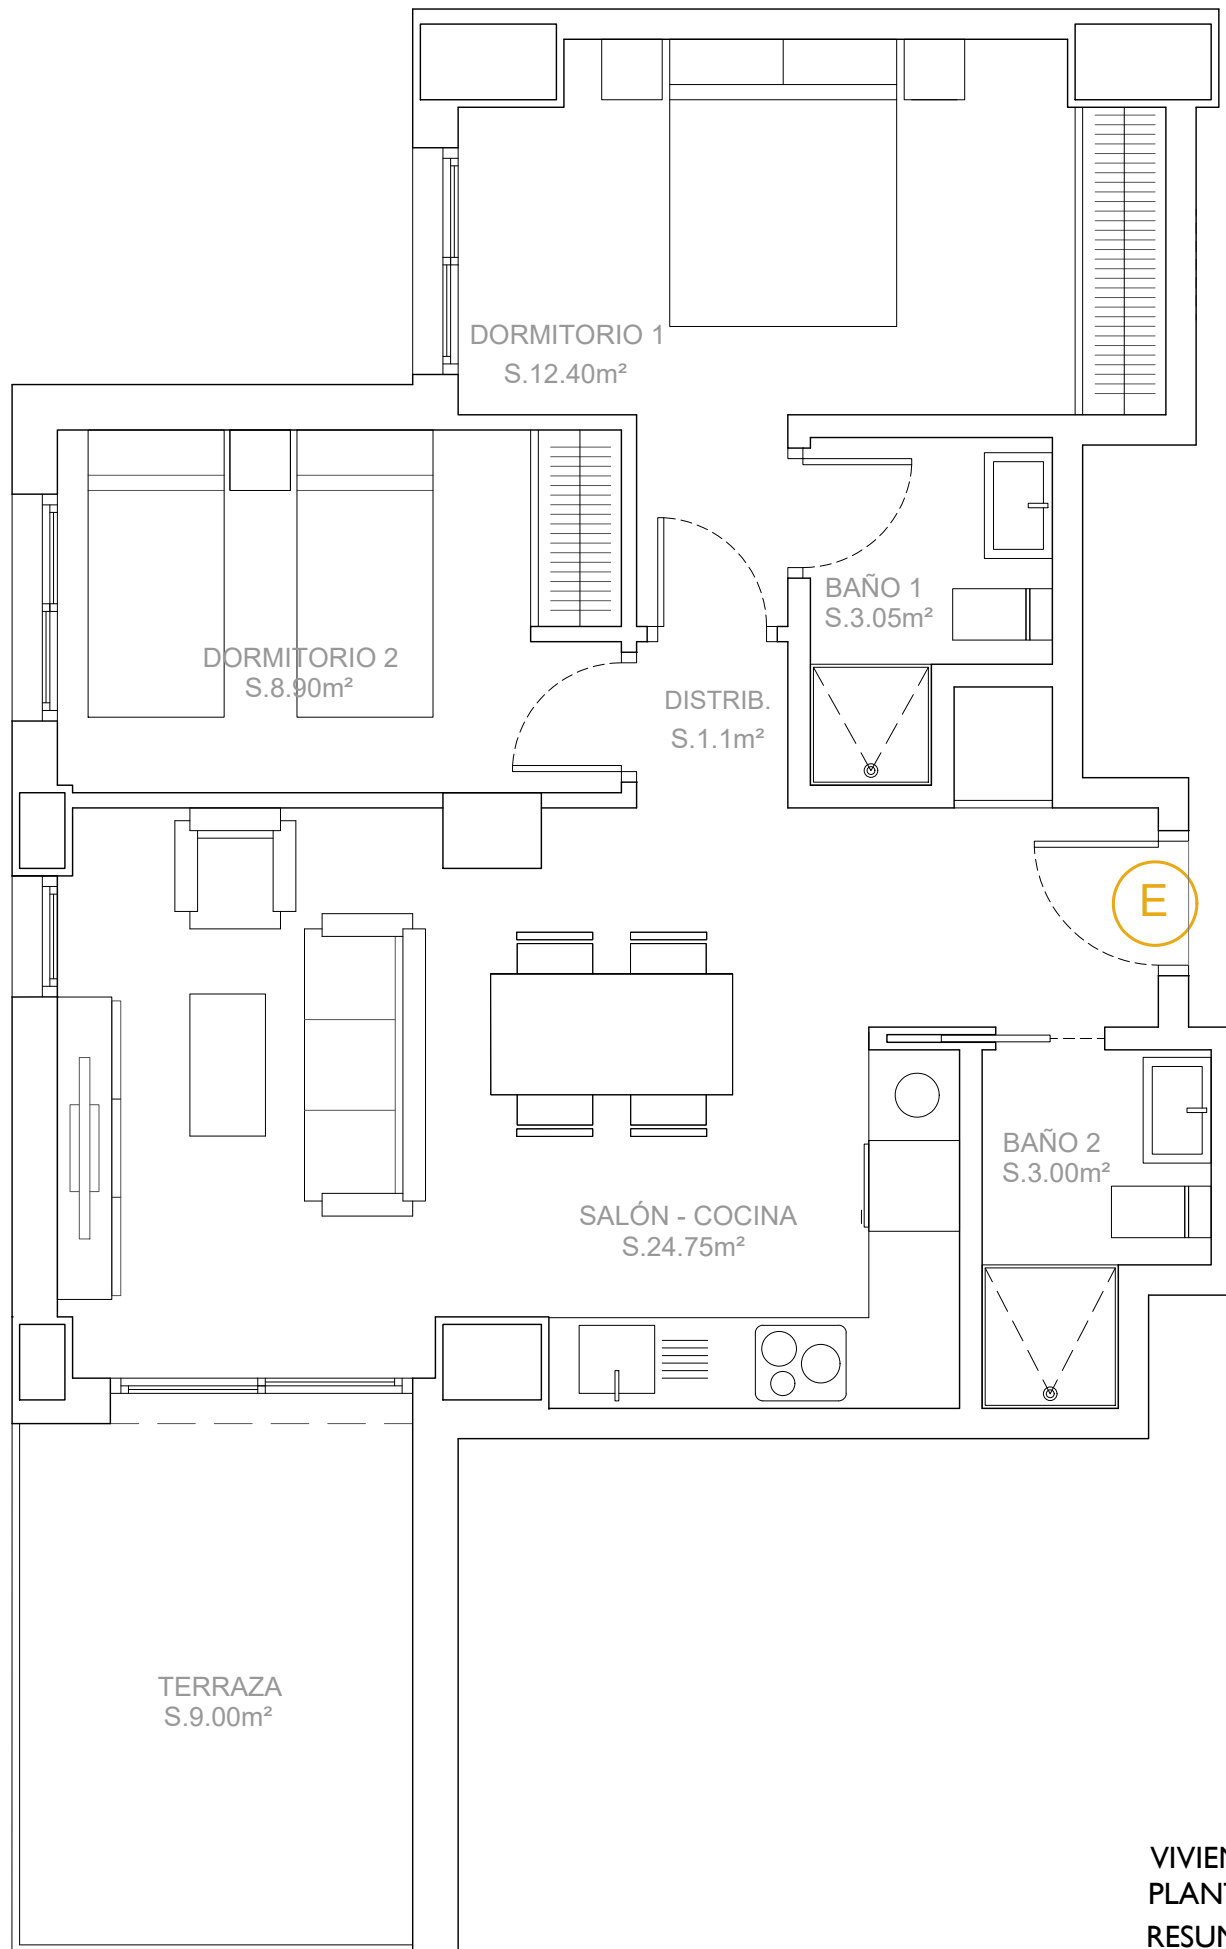 DORMITORIO 1
S.12.40m²
BAÑO 1
S.3.05m²
DORMITORIO 2
S.8.90m²
DISTRIB.
S.1.1m²
E
BAÑO 2
S.3.00m²
SALÓN - COCINA
S.24.75m²
TERRAZA
S.9.00m²